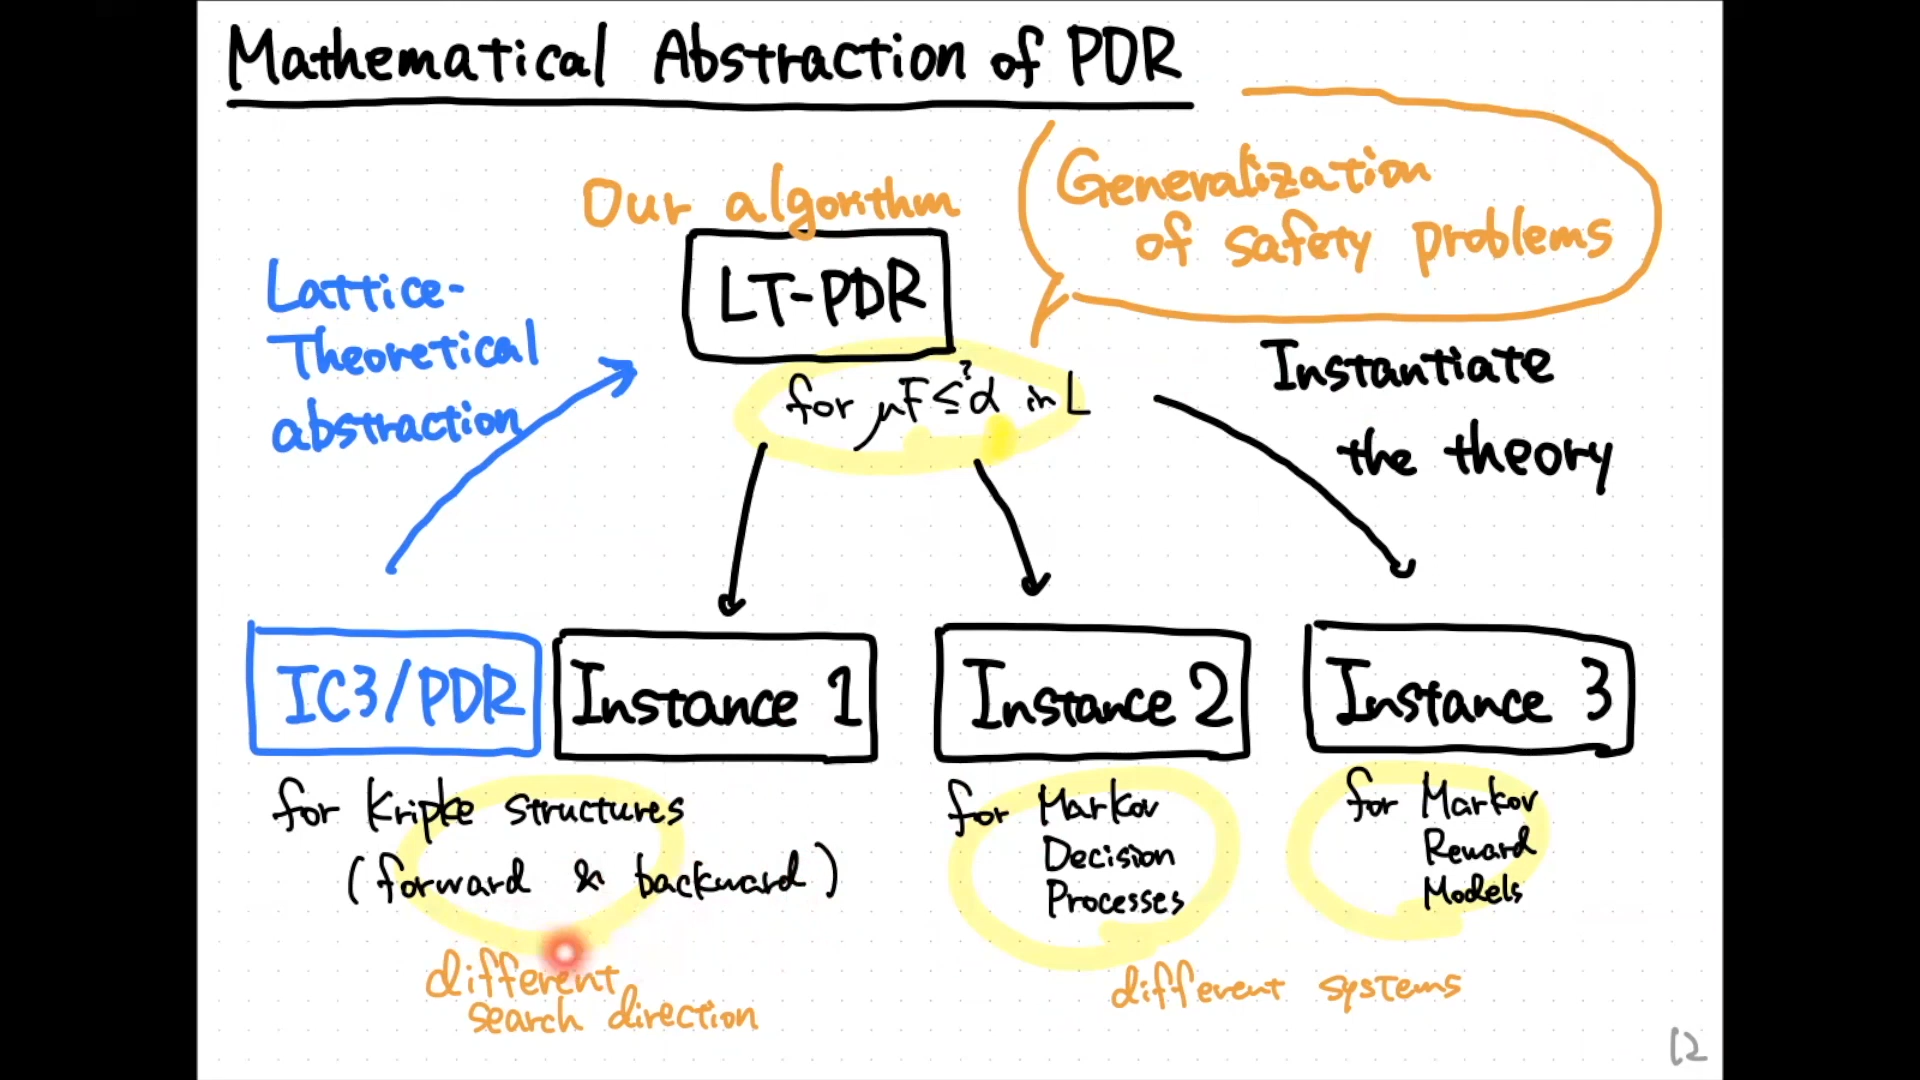 Mathematical Abstraction of PDR
Our algorithm
Generalization
of safety problems
LT-PDR
Lattice-
Theoretical
abstraction
for μF ≤? α in L
Instantiate
the theory
IC3/PDR
Instance 1
Instance 2
Instance 3
for Kripke structures
(forward & backward)
for Markov
Decision
Processes
for Markov
Reward
Models
different
search direction
different systems
12